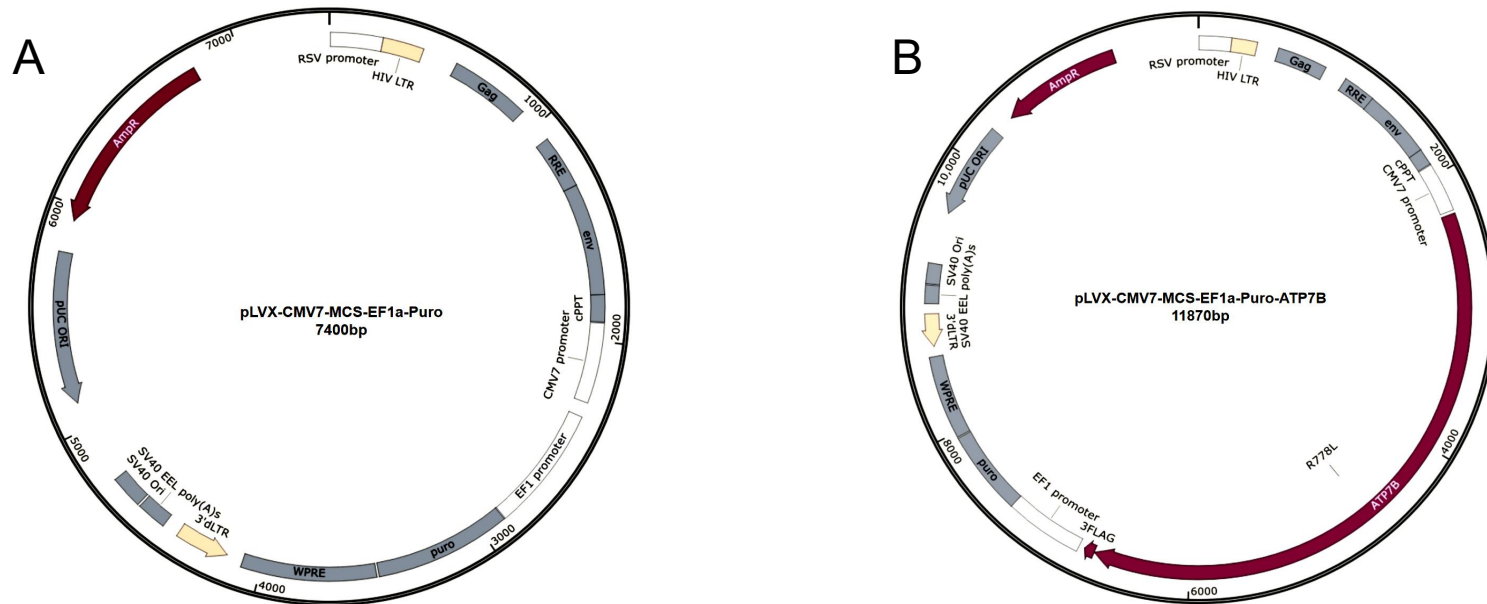 A
7000
RSV promoter
HIV LTR
Gag
1000
AmpR
RRE
env
6000
cPPT
pLVX-CMV7-MCS-EF1a-Puro
7400bp
2000
CMV7 promoter
pUC ORI
EF1 promoter
5000
SV40 EEL poly(A)s
SV40 Ori
3'dLTR
3000
puro
WPRE
4000
B
RSV promoter
HIV LTR
Gag
AmpR
RRE
env
2000
10,000
pUC ORI
cPPT
CMV7 promoter
SV40 Ori
SV40 EEL poly(A)s
3'dLTR
pLVX-CMV7-MCS-EF1a-Puro-ATP7B
11870bp
WPRE
8000
4000
R778L
puro
EF1 promoter
ATP7B
3FLAG
6000